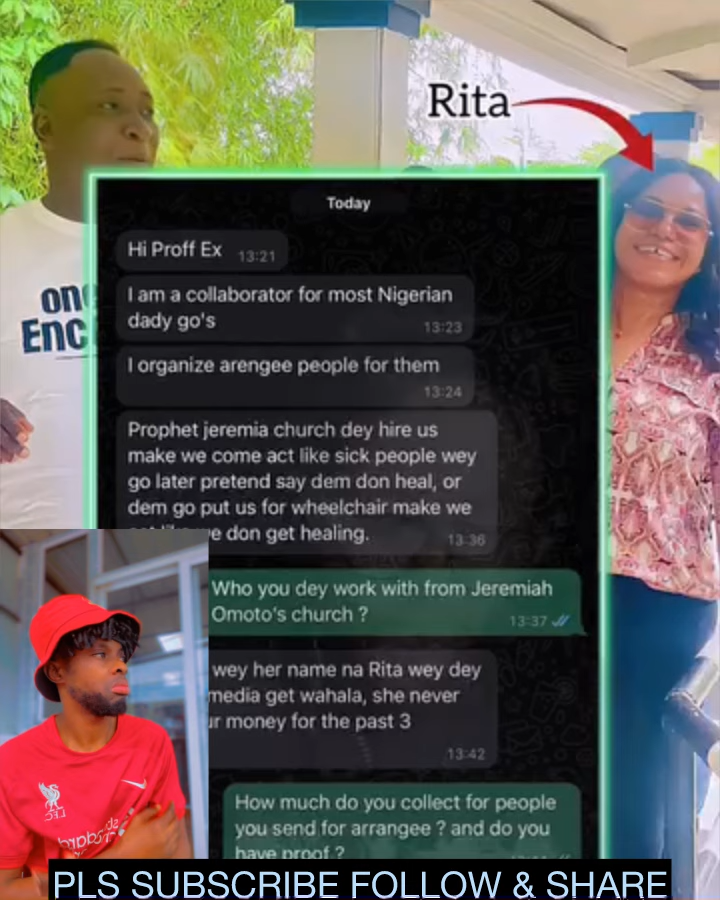 Rita
Today
Hi Proff Ex 13:21
I am a collaborator for most Nigerian
dady go's 13:23
I organize arengee people for them
13:24
Prophet jeremia church dey hire us
make we come act like sick people wey
go later pretend say dem don heal, or
dem go put us for wheelchair make we
don get healing. 13:36
on
ENC
Who you dey work with from Jeremiah
Omoto's church ? 13:37
wey her name na Rita wey dey
media get wahala, she never
money for the past 3
13:42
How much do you collect for people
you send for arrangee ? and do you
have proof ?
LFC
PLS SUBSCRIBE FOLLOW & SHARE